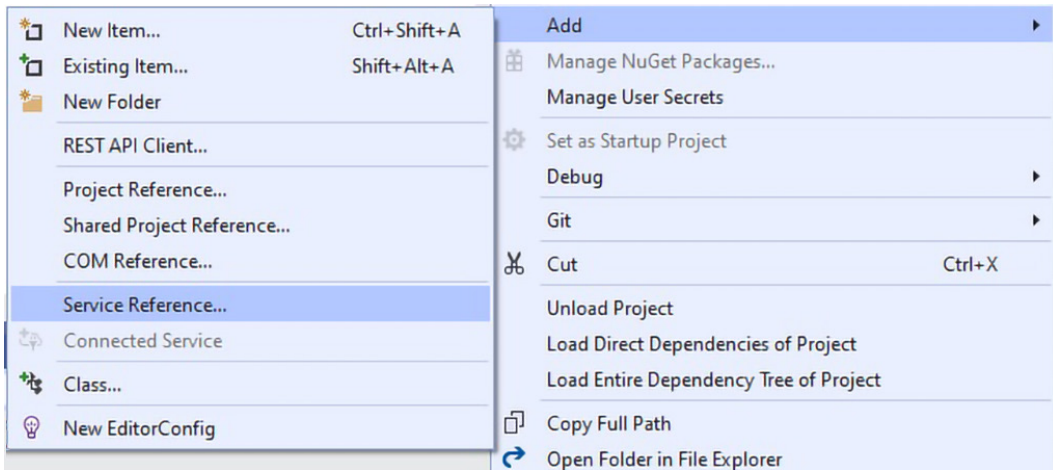 New Item... Ctrl+Shift+A
Existing Item... Shift+Alt+A
New Folder
REST API Client...
Project Reference...
Shared Project Reference...
COM Reference...
Service Reference...
Connected Service
Class...
New EditorConfig
Add
Manage NuGet Packages...
Manage User Secrets
Set as Startup Project
Debug
Git
Cut Ctrl+X
Unload Project
Load Direct Dependencies of Project
Load Entire Dependency Tree of Project
Copy Full Path
Open Folder in File Explorer